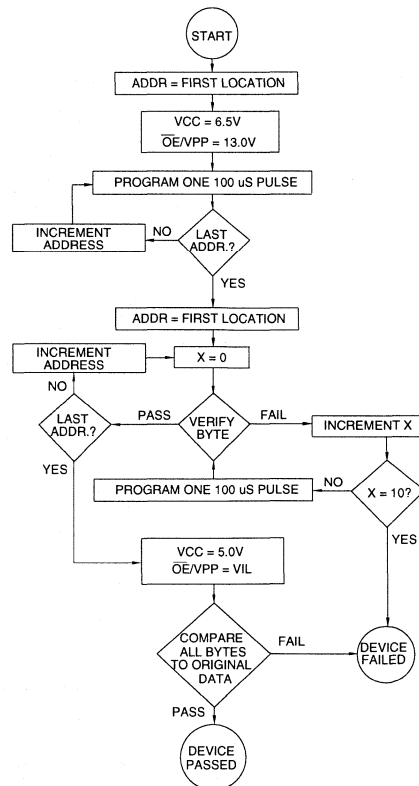 START
ADDR = FIRST LOCATION
VCC = 6.5V
OE/VPP = 13.0V
PROGRAM ONE 100 uS PULSE
INCREMENT
ADDRESS
NO
LAST
ADDR.?
YES
ADDR = FIRST LOCATION
INCREMENT
ADDRESS
X = 0
NO
LAST
ADDR.?
PASS
VERIFY
BYTE
FAIL
INCREMENT X
YES
PROGRAM ONE 100 uS PULSE
NO
X = 10?
YES
VCC = 5.0V
OE/VPP = VIL
COMPARE
ALL BYTES
TO ORIGINAL
DATA
FAIL
DEVICE
FAILED
PASS
DEVICE
PASSED